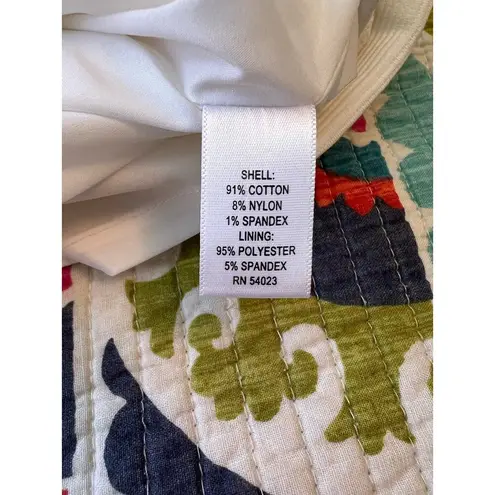 SHELL:
91% COTTON
8% NYLON
1% SPANDEX
LINING:
95% POLYESTER
5% SPANDEX
RN 54023